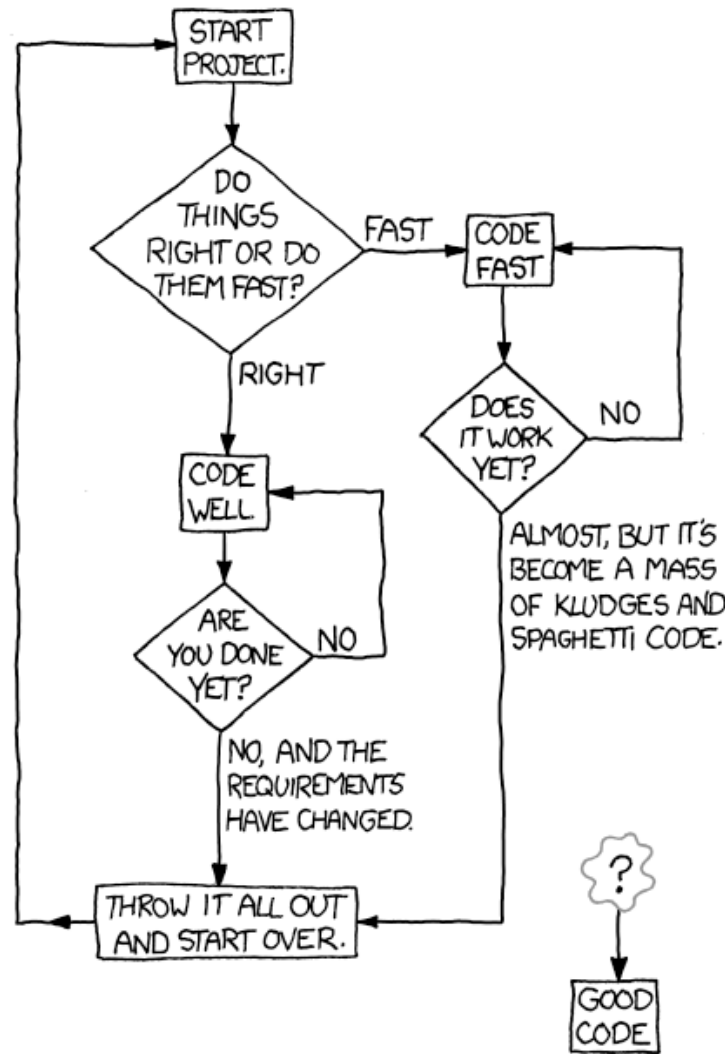 START
PROJECT.
DO
THINGS
RIGHT OR DO
THEM FAST?
FAST
CODE
FAST
RIGHT
DOES
IT WORK
YET?
NO
CODE
WELL
ALMOST, BUT IT'S
BECOME A MASS
OF KLUDGES AND
SPAGHETTI CODE.
ARE
YOU DONE
YET?
NO
NO, AND THE
REQUIREMENTS
HAVE CHANGED.
THROW IT ALL OUT
AND START OVER.
?
GOOD
CODE